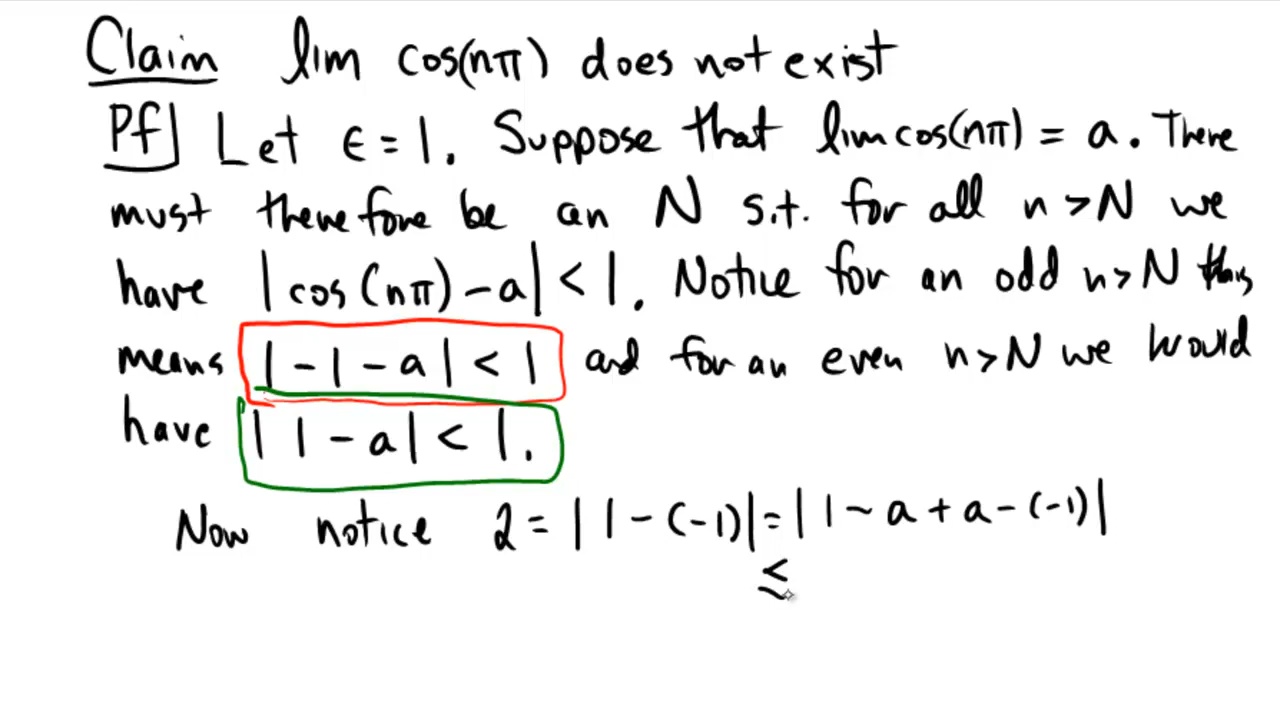 Claim lim cos(nπ) does not exist
Pf Let ε = 1. Suppose that lim cos(nπ) = a. There
must therefore be an N s.t. for all n > N we
have |cos(nπ) - a| < 1. Notice for an odd n > N this
means |-1 - a| < 1 and for an even n > N we would
have |1 - a| < 1.
Now notice 2 = |1 - (-1)| = |1 - a + a - (-1)|
≤